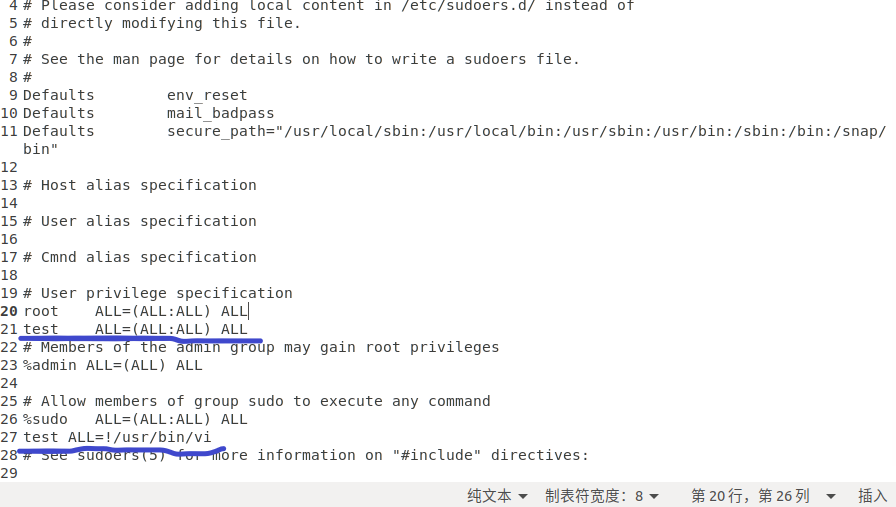 4 # Please consider adding local content in /etc/sudoers.d/ instead of
5 # directly modifying this file.
6 #
7 # See the man page for details on how to write a sudoers file.
8 #
9 Defaults        env_reset
10 Defaults        mail_badpass
11 Defaults        secure_path="/usr/local/sbin:/usr/local/bin:/usr/sbin:/usr/bin:/sbin:/bin:/snap/
bin"
12
13 # Host alias specification
14
15 # User alias specification
16
17 # Cmnd alias specification
18
19 # User privilege specification
20 root    ALL=(ALL:ALL) ALL
21 test    ALL=(ALL:ALL) ALL
22 # Members of the admin group may gain root privileges
23 %admin ALL=(ALL) ALL
24
25 # Allow members of group sudo to execute any command
26 %sudo   ALL=(ALL:ALL) ALL
27 test ALL=!/usr/bin/vi
28 # See sudoers(5) for more information on "#include" directives:
29
纯文本 制表符宽度：8 第 20 行，第 26 列 插入